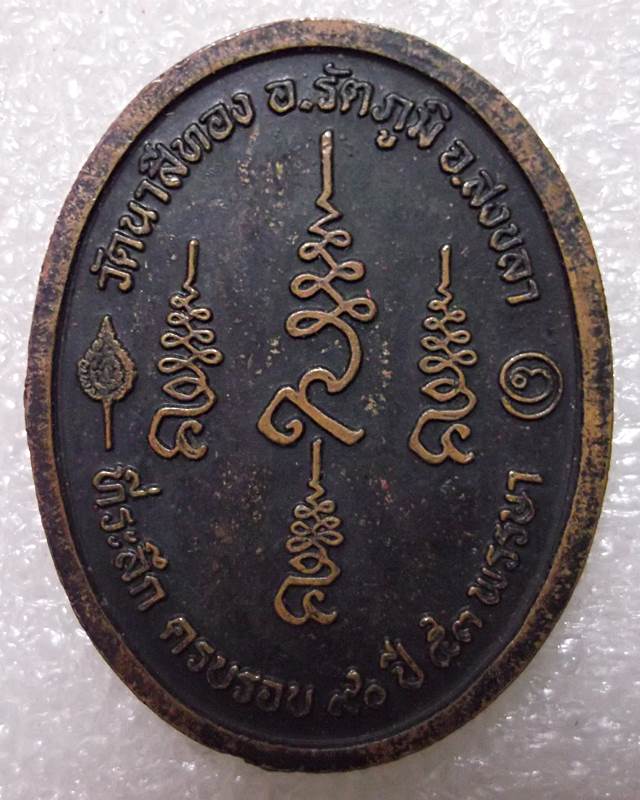 วัดนาสีทอง อ.รัตภูมิ จ.สงขลา
ที่ระลึก ครบรอบ ๙๐ ปี ๕๓ พรรษา